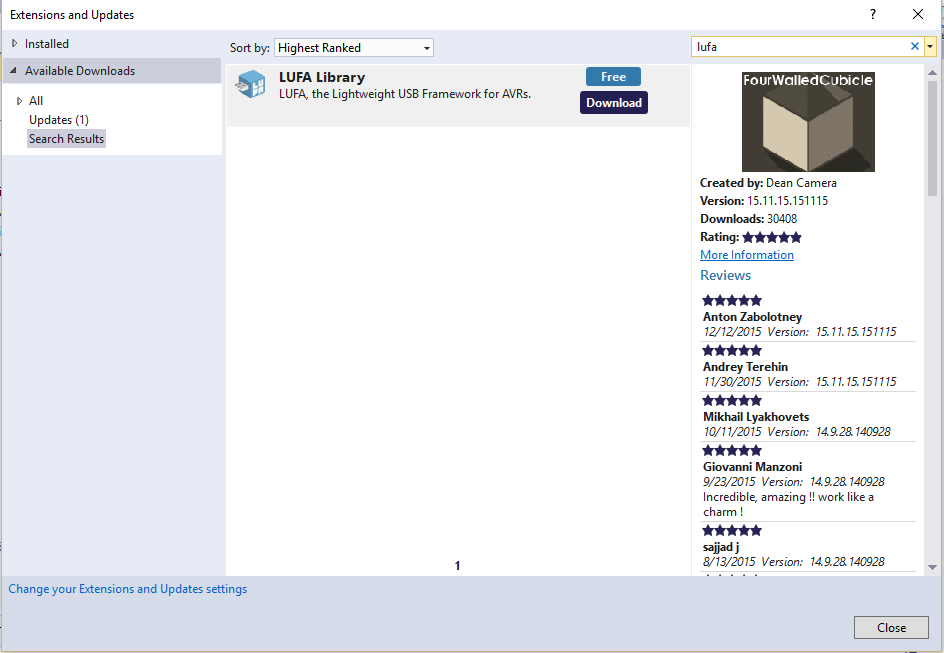 Extensions and Updates
?
Installed
Available Downloads
All
Updates (1)
Search Results
Sort by: Highest Ranked
lufa
LUFA Library
LUFA, the Lightweight USB Framework for AVRs.
Free
Download
1
FourWalledCubicle
Created by: Dean Camera
Version: 15.11.15.151115
Downloads: 30408
Rating:
More Information
Reviews
Anton Zabolotney
12/12/2015 Version: 15.11.15.151115
Andrey Terehin
11/30/2015 Version: 15.11.15.151115
Mikhail Lyakhovets
10/11/2015 Version: 14.9.28.140928
Giovanni Manzoni
9/23/2015 Version: 14.9.28.140928
Incredible, amazing !! work like a
charm !
sajjad j
8/13/2015 Version: 14.9.28.140928
Change your Extensions and Updates settings
Close